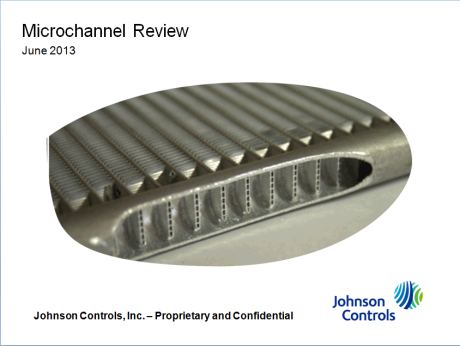 Microchannel Review
June 2013
Johnson Controls, Inc. – Proprietary and Confidential
Johnson
Controls